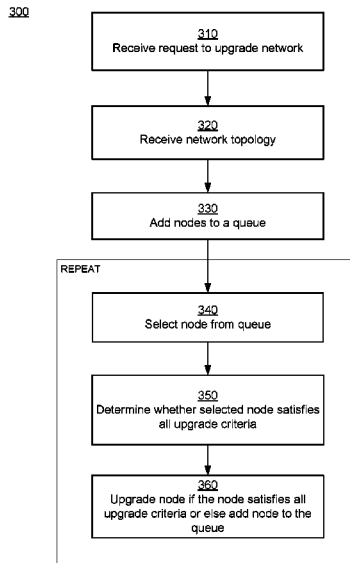 300
310
Receive request to upgrade network
320
Receive network topology
330
Add nodes to a queue
REPEAT
340
Select node from queue
350
Determine whether selected node satisfies
all upgrade criteria
360
Upgrade node if the node satisfies all
upgrade criteria or else add node to the
queue